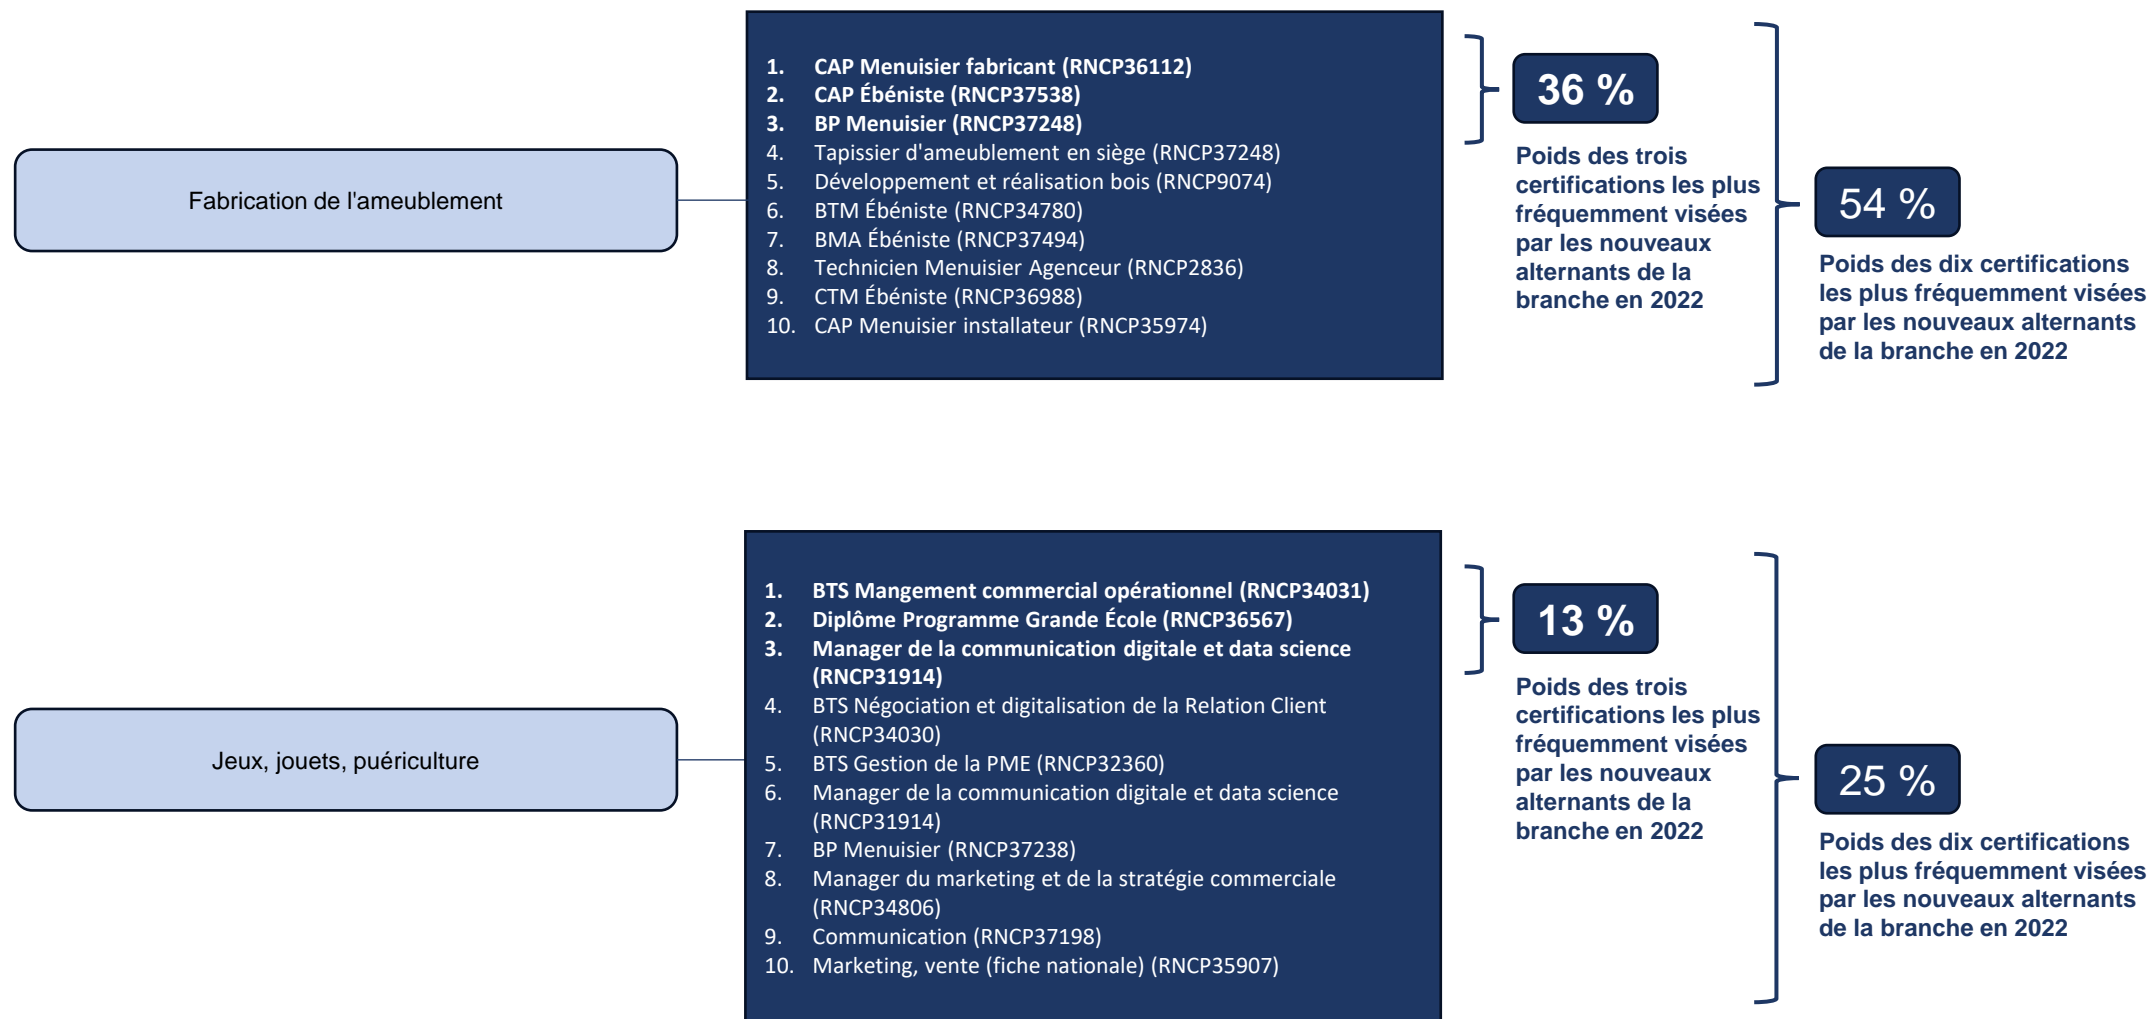 Fabrication de l'ameublement
1. CAP Menuisier fabricant (RNCP36112)
2. CAP Ébéniste (RNCP37538)
3. BP Menuisier (RNCP37248)
4. Tapissier d'ameublement en siège (RNCP37248)
5. Développement et réalisation bois (RNCP9074)
6. BTM Ébéniste (RNCP34780)
7. BMA Ébéniste (RNCP37494)
8. Technicien Menuisier Agenceur (RNCP2836)
9. CTM Ébéniste (RNCP36988)
10. CAP Menuisier installateur (RNCP35974)
36 %
Poids des trois
certifications les plus
fréquemment visées
par les nouveaux
alternants de la
branche en 2022
54 %
Poids des dix certifications
les plus fréquemment visées
par les nouveaux alternants
de la branche en 2022
Jeux, jouets, puériculture
1. BTS Mangement commercial opérationnel (RNCP34031)
2. Diplôme Programme Grande École (RNCP36567)
3. Manager de la communication digitale et data science
(RNCP31914)
4. BTS Négociation et digitalisation de la Relation Client
(RNCP34030)
5. BTS Gestion de la PME (RNCP32360)
6. Manager de la communication digitale et data science
(RNCP31914)
7. BP Menuisier (RNCP37238)
8. Manager du marketing et de la stratégie commerciale
(RNCP34806)
9. Communication (RNCP37198)
10. Marketing, vente (fiche nationale) (RNCP35907)
13 %
Poids des trois
certifications les plus
fréquemment visées
par les nouveaux
alternants de la
branche en 2022
25 %
Poids des dix certifications
les plus fréquemment visées
par les nouveaux alternants
de la branche en 2022